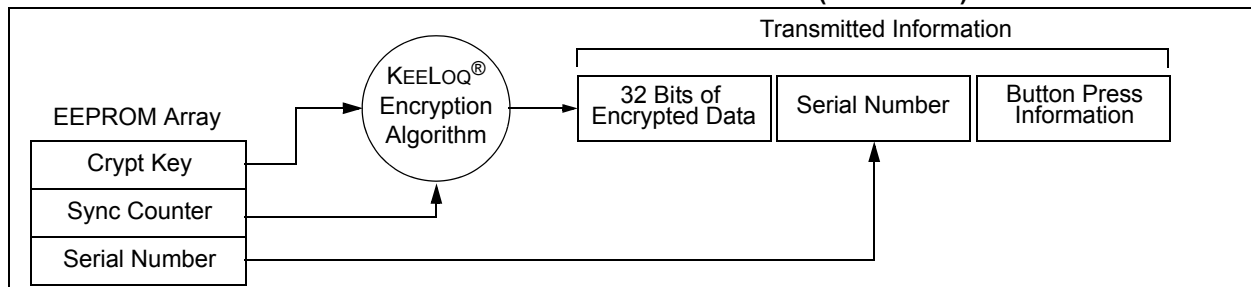 Transmitted Information
KEELOQ®
Encryption
Algorithm
32 Bits of
Encrypted Data
Serial Number
Button Press
Information
EEPROM Array
Crypt Key
Sync Counter
Serial Number